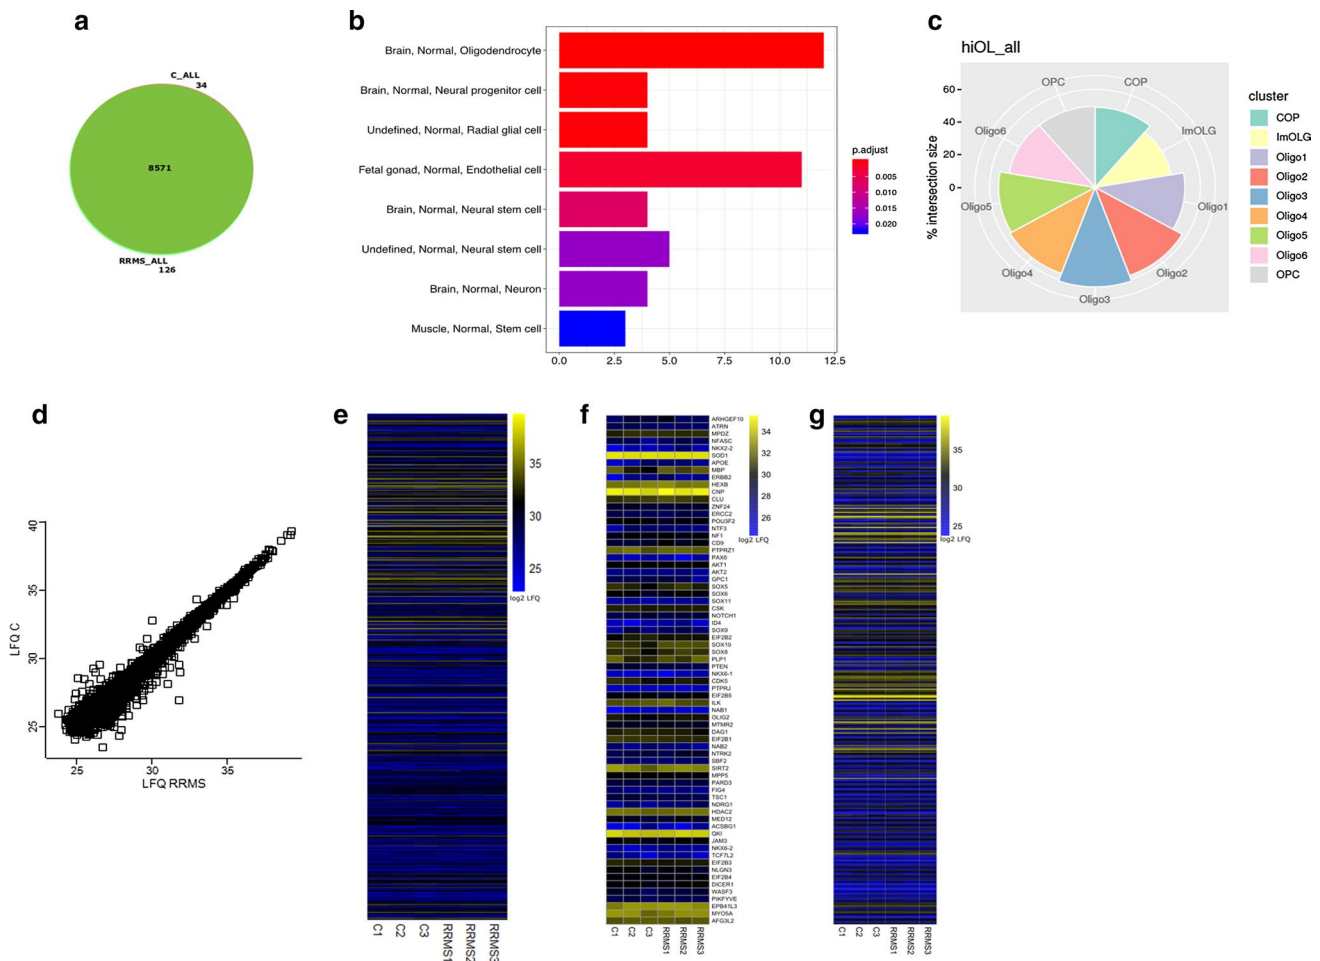 a
C_ALL
34
8571
RRMS_ALL
126
b
Brain, Normal, Oligodendrocyte
Brain, Normal, Neural progenitor cell
Undefined, Normal, Radial glial cell
Fetal gonad, Normal, Endothelial cell
Brain, Normal, Neural stem cell
Undefined, Normal, Neural stem cell
Brain, Normal, Neuron
Muscle, Normal, Stem cell
0.0 2.5 5.0 7.5 10.0 12.5
p.adjust
0.005
0.010
0.015
0.020
c
hiOL_all
% intersection size
60
40
20
0
OPC
COP
ImOLG
Oligo1
Oligo2
Oligo3
Oligo4
Oligo5
Oligo6
cluster
COP
ImOLG
Oligo1
Oligo2
Oligo3
Oligo4
Oligo5
Oligo6
OPC
d
LFQ C
40
35
30
25
25 30 35
LFQ RRMS
e
35
30
25
log2 LFQ
C1 C2 C3 RRMS1 RRMS2 RRMS3
f
ARHGEF10
ATRN
MPDZ
NFASC
NKX2-2
SOD1
APOE
MBP
ERBB2
HEXB
CNP
CLU
ZNF24
ERCC2
POU3F2
NTF3
NF1
CD9
PTPRZ1
PAX6
AKT1
AKT2
GPC1
SOX5
SOX6
SOX11
CSK
NOTCH1
ID4
SOX9
EIF2B2
SOX10
SOX8
PLP1
PTEN
NKX6-1
CDK5
PTPRJ
EIF2B5
ILK
NAB1
OLIG2
MTMR2
DAG1
EIF2B1
NAB2
NTRK2
SBF2
SIRT2
MPP5
PARD3
FIG4
TSC1
NDRG1
HDAC2
MED12
ACSBG1
QKI
JAM3
NKX6-2
TCF7L2
EIF2B3
NLGN3
EIF2B4
DICER1
WASF3
PIKFYVE
EPB41L3
MYO5A
AFG3L2
34
32
30
28
26
log2 LFQ
C1 C2 C3 RRMS1 RRMS2 RRMS3
g
35
30
25
log2 LFQ
C1 C2 C3 RRMS1 RRMS2 RRMS3